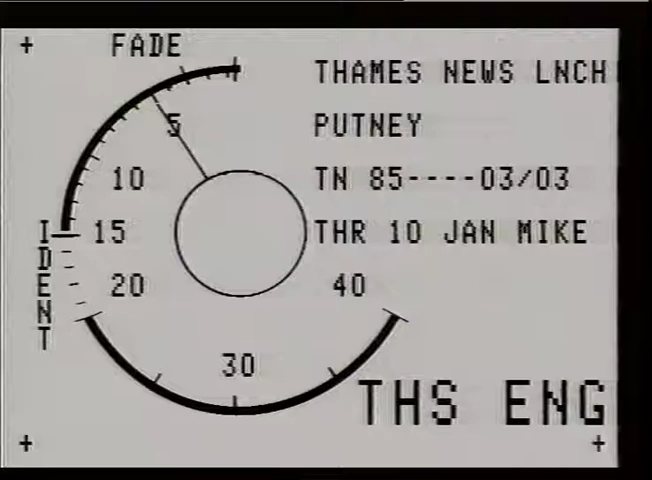 FADE
THAMES NEWS LNCH
PUTNEY
5
10
TN 85----03/03
15
THR 10 JAN MIKE
IDENT
20
40
30
THS ENG